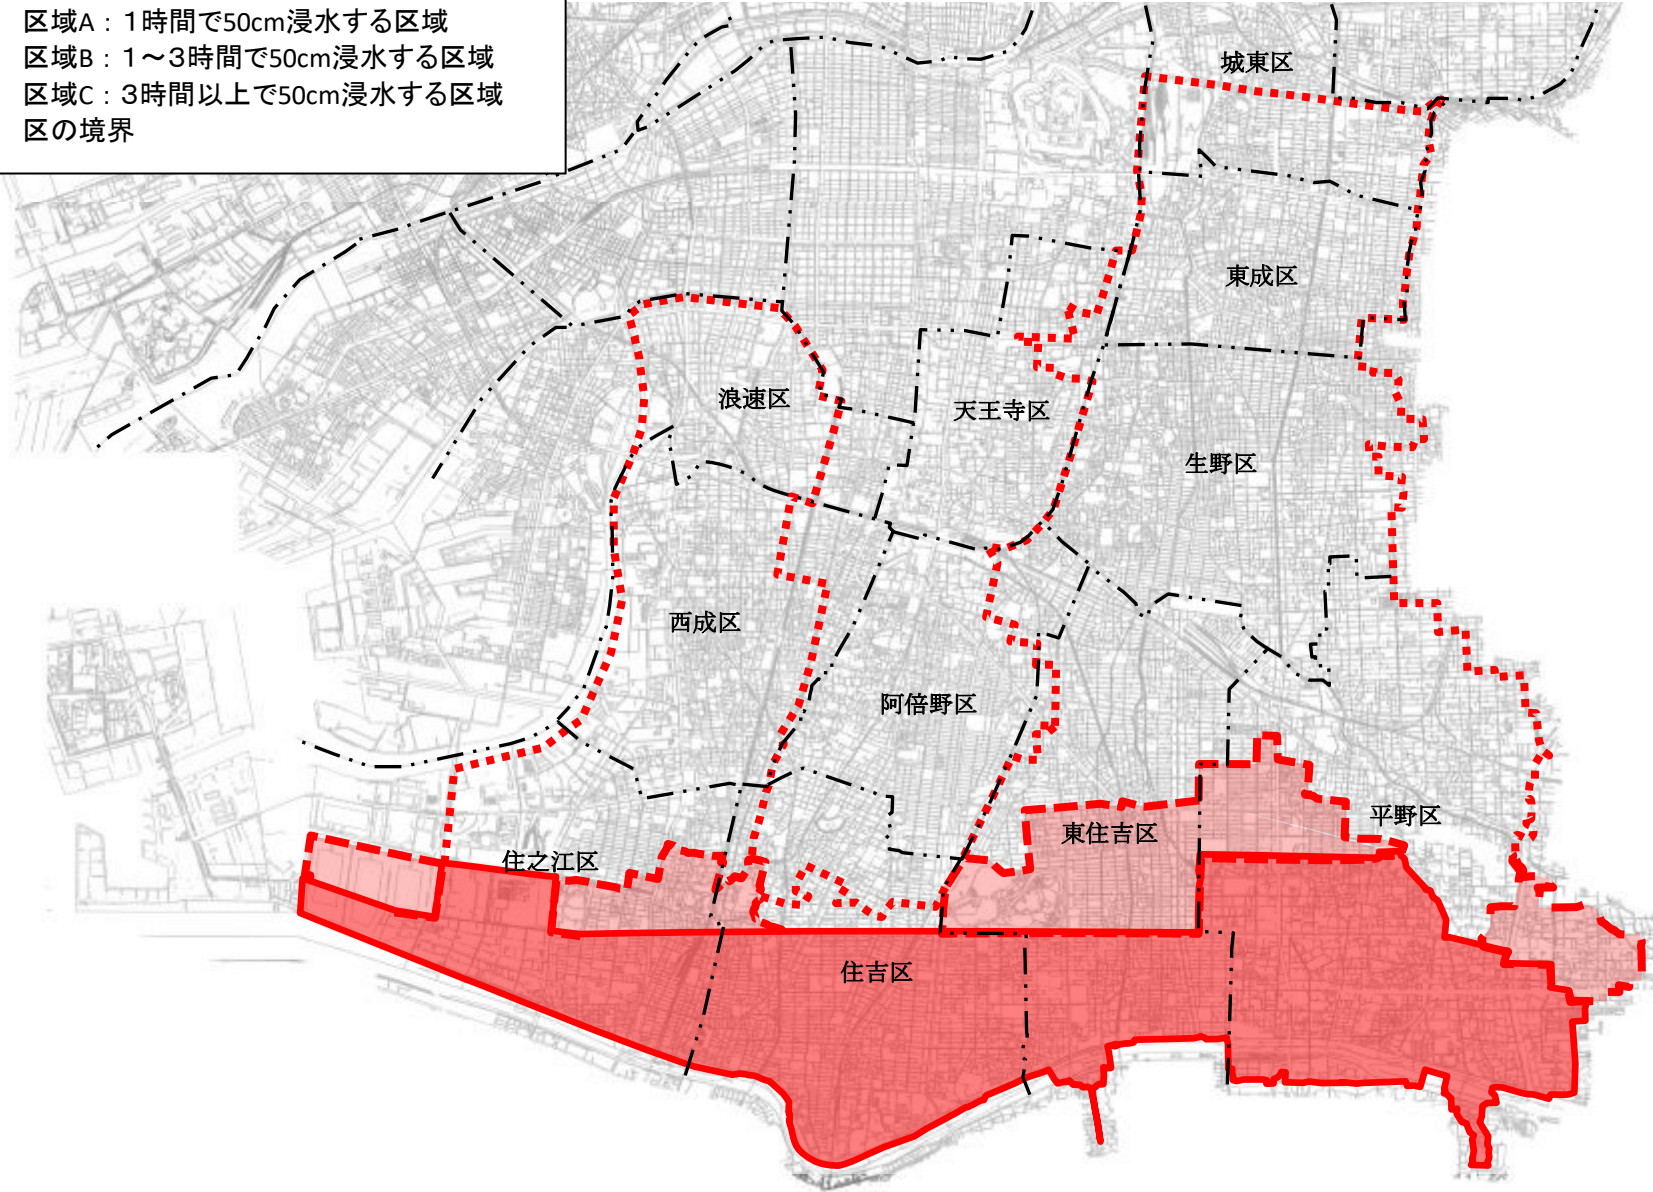 区域A：１時間で50cm浸水する区域
区域B：１～３時間で50cm浸水する区域
区域C：３時間以上で50cm浸水する区域
区の境界
城東区
東成区
浪速区
天王寺区
生野区
西成区
阿倍野区
平野区
東住吉区
住之江区
住吉区